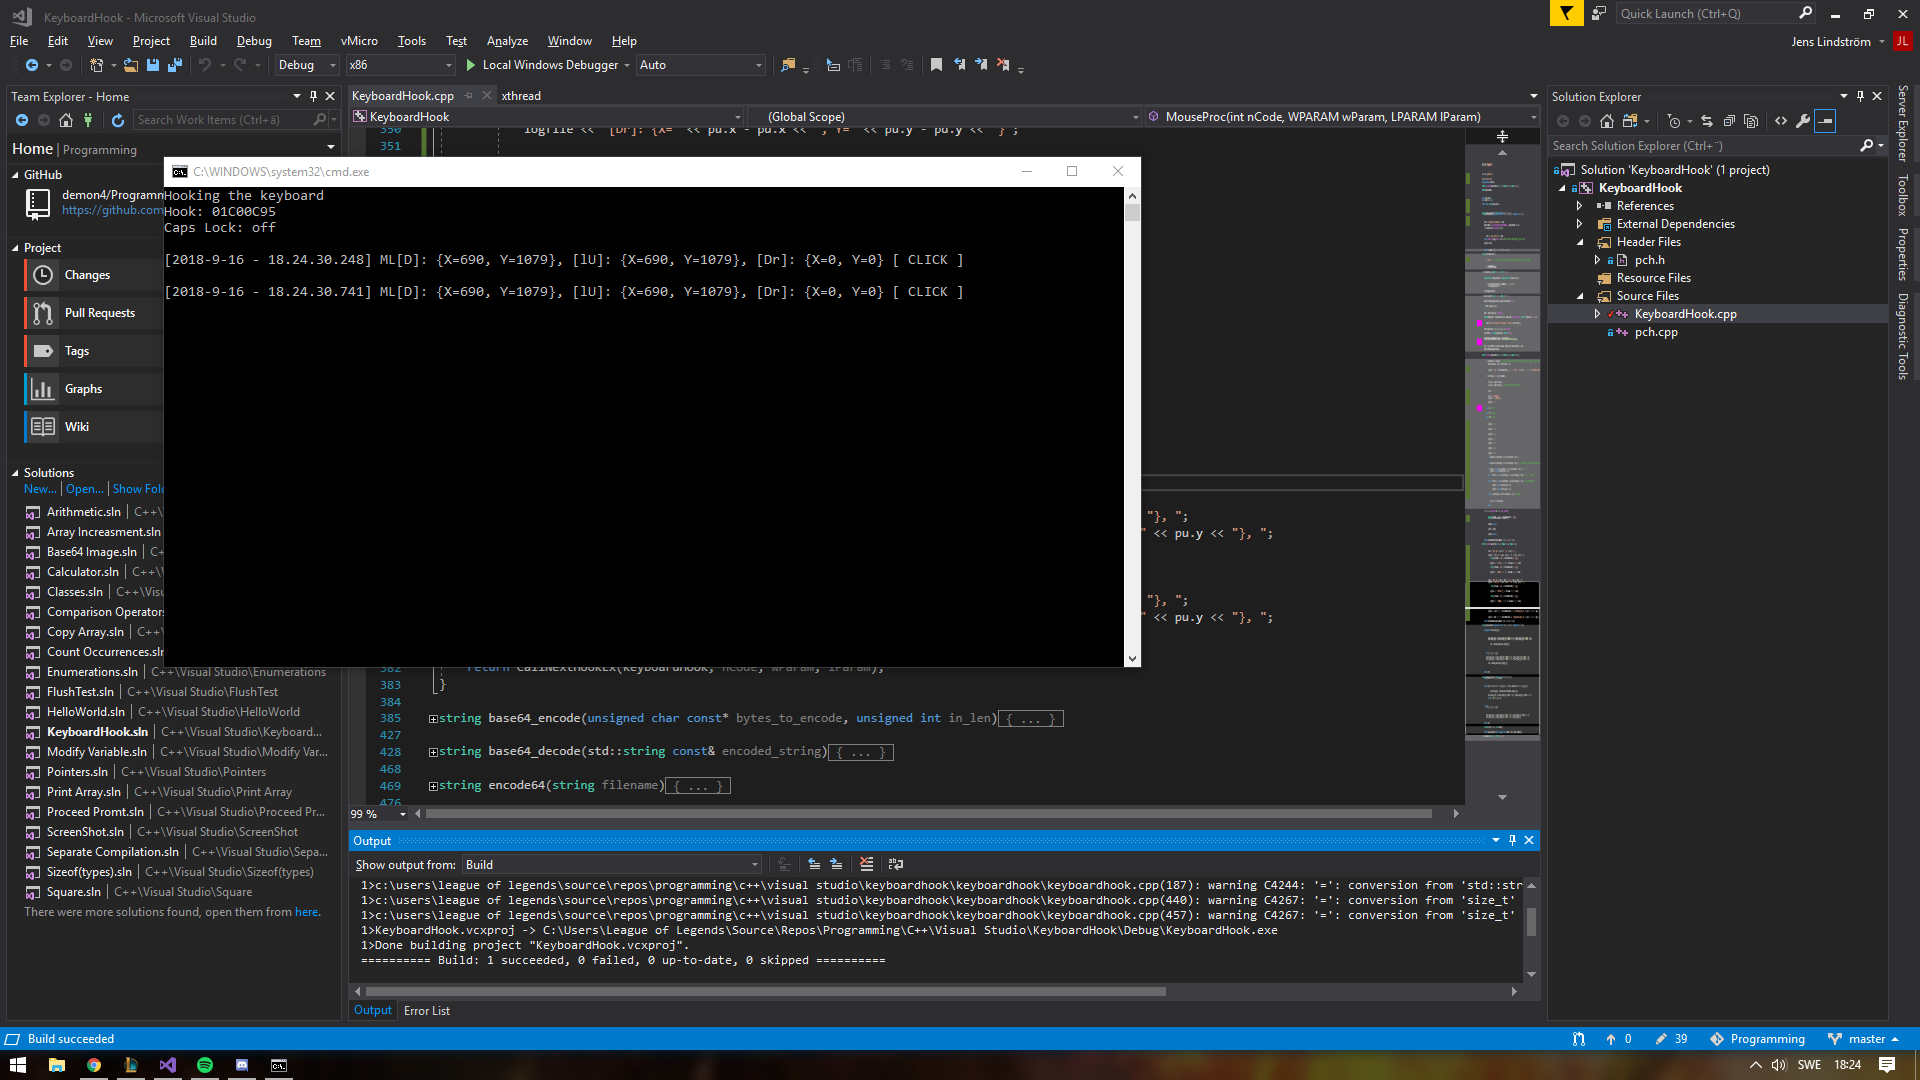 KeyboardHook - Microsoft Visual Studio
Quick Launch (Ctrl+Q)
File Edit View Project Build Debug Team vMicro Tools Test Analyze Window Help
Jens Lindström JL
Debug x86 Local Windows Debugger Auto
Team Explorer - Home
Search Work Items (Ctrl+ä)
Home | Programming
GitHub
demon4/Programm
https://github.com
Project
Changes
Pull Requests
Tags
Graphs
Wiki
Solutions
New... | Open... | Show Fol
Arithmetic.sln | C++\
Array Increasment.sln
Base64 Image.sln | C+
Calculator.sln | C++\V
Classes.sln | C++\Visu
Comparison Operators
Copy Array.sln | C++\
Count Occurrences.sln
Enumerations.sln | C++\Visual Studio\Enumerations
FlushTest.sln | C++\Visual Studio\FlushTest
HelloWorld.sln | C++\Visual Studio\HelloWorld
KeyboardHook.sln | C++\Visual Studio\Keyboard...
Modify Variable.sln | C++\Visual Studio\Modify Var...
Pointers.sln | C++\Visual Studio\Pointers
Print Array.sln | C++\Visual Studio\Print Array
Proceed Promt.sln | C++\Visual Studio\Proceed Pr...
ScreenShot.sln | C++\Visual Studio\ScreenShot
Separate Compilation.sln | C++\Visual Studio\Sepa...
Sizeof(types).sln | C++\Visual Studio\Sizeof(types)
Square.sln | C++\Visual Studio\Square
There were more solutions found, open them from here.
KeyboardHook.cpp xthread
KeyboardHook (Global Scope) MouseProc(int nCode, WPARAM wParam, LPARAM lParam)
350 logfile << "[Dr]: {X=" << pu.x - pd.x << ", Y=" << pu.y - pd.y << "}";
351
C:\WINDOWS\system32\cmd.exe
Hooking the keyboard
Hook: 01C00C95
Caps Lock: off
[2018-9-16 - 18.24.30.248] ML[D]: {X=690, Y=1079}, [lU]: {X=690, Y=1079}, [Dr]: {X=0, Y=0} [ CLICK ]
[2018-9-16 - 18.24.30.741] ML[D]: {X=690, Y=1079}, [lU]: {X=690, Y=1079}, [Dr]: {X=0, Y=0} [ CLICK ]
"}, ";
" << pu.y << "}, ";
"}, ";
" << pu.y << "}, ";
382 return CallNextHookEx(KeyboardHook, nCode, wParam, lParam);
383 }
384
385 string base64_encode(unsigned char const* bytes_to_encode, unsigned int in_len){ ... }
427
428 string base64_decode(std::string const& encoded_string){ ... }
468
469 string encode64(string filename){ ... }
476
99 %
Output
Show output from: Build
1>c:\users\league of legends\source\repos\programming\c++\visual studio\keyboardhook\keyboardhook\keyboardhook.cpp(187): warning C4244: '=': conversion from 'std::str
1>c:\users\league of legends\source\repos\programming\c++\visual studio\keyboardhook\keyboardhook\keyboardhook.cpp(440): warning C4267: '=': conversion from 'size_t'
1>c:\users\league of legends\source\repos\programming\c++\visual studio\keyboardhook\keyboardhook\keyboardhook.cpp(457): warning C4267: '=': conversion from 'size_t'
1>KeyboardHook.vcxproj -> C:\Users\League of Legends\Source\Repos\Programming\C++\Visual Studio\KeyboardHook\Debug\KeyboardHook.exe
1>Done building project "KeyboardHook.vcxproj".
========== Build: 1 succeeded, 0 failed, 0 up-to-date, 0 skipped ==========
Output Error List
Solution Explorer
Search Solution Explorer (Ctrl+¨)
Solution 'KeyboardHook' (1 project)
KeyboardHook
References
External Dependencies
Header Files
pch.h
Resource Files
Source Files
KeyboardHook.cpp
pch.cpp
Server Explorer
Toolbox
Properties
Diagnostic Tools
Build succeeded
0 39 Programming master
SWE 18:24